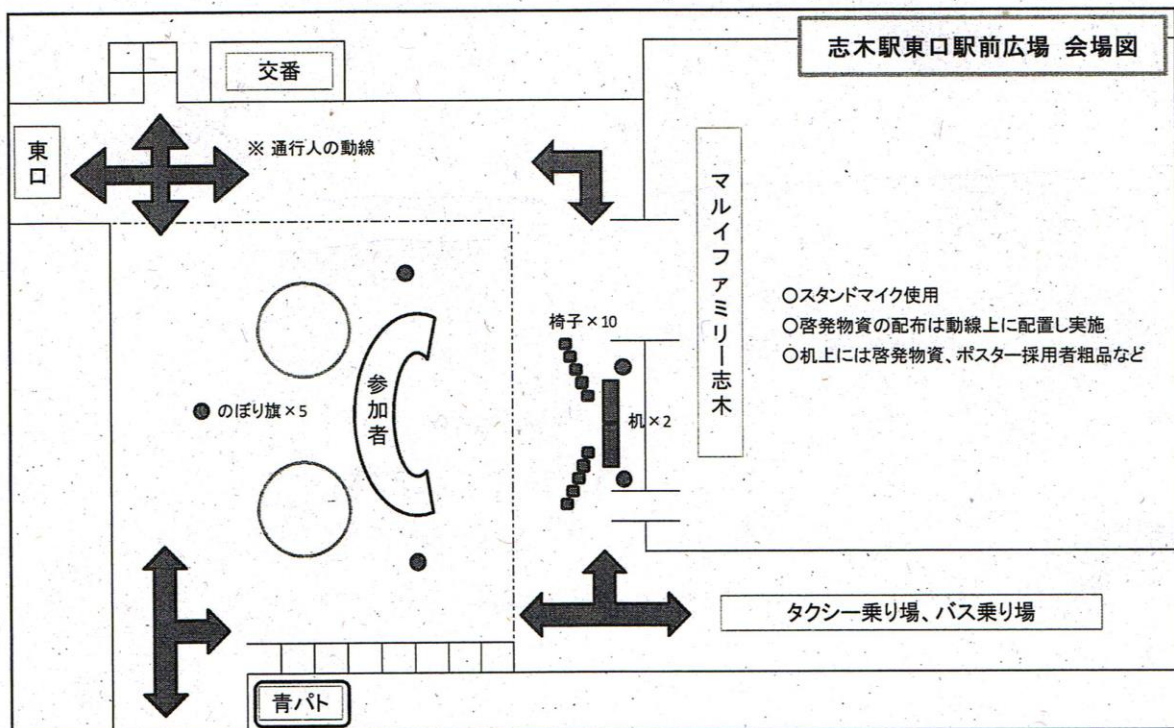 志木駅東口駅前広場 会場図
交番
東口
※ 通行人の動線
マルイファミリー志木
○スタンドマイク使用
○啓発物資の配布は動線上に配置し実施
○机上には啓発物資、ポスター採用者粗品など
椅子×10
参加者
のぼり旗×5
机×2
タクシー乗り場、バス乗り場
青パト